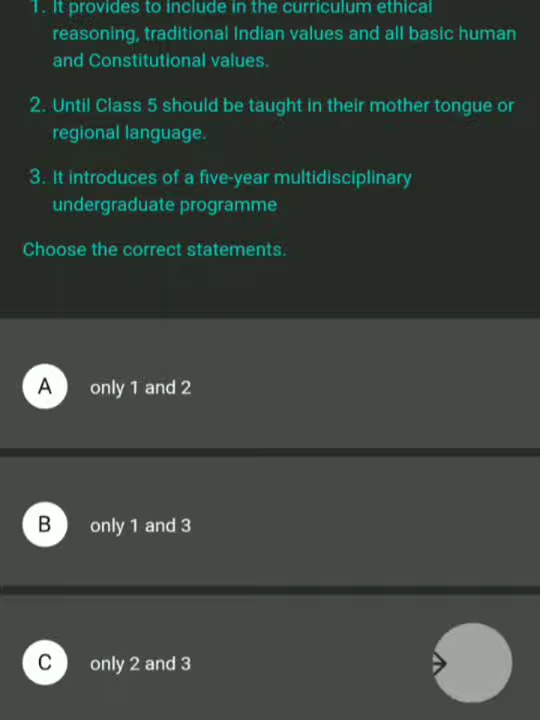 1. It provides to include in the curriculum ethical
reasoning, traditional Indian values and all basic human
and Constitutional values.
2. Until Class 5 should be taught in their mother tongue or
regional language.
3. It introduces of a five-year multidisciplinary
undergraduate programme
Choose the correct statements.
A only 1 and 2
B only 1 and 3
C only 2 and 3